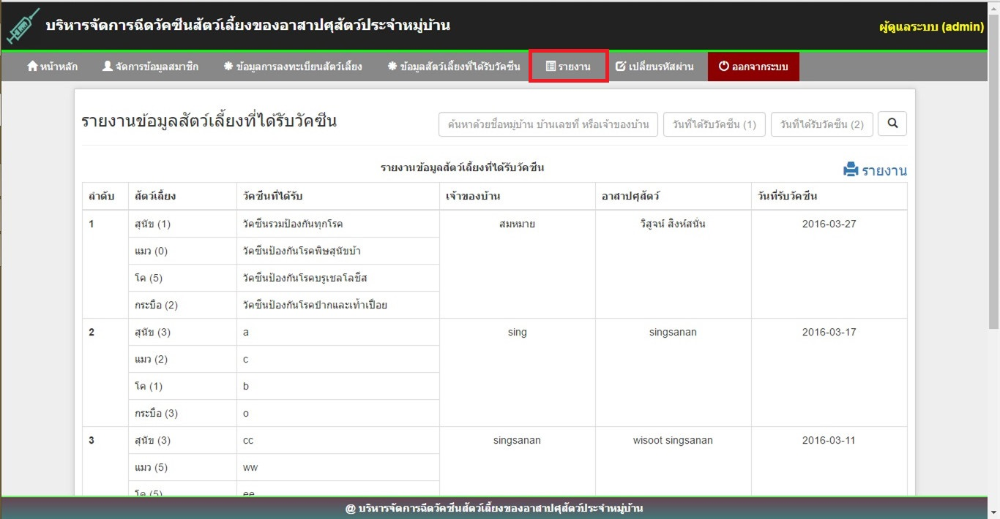 บริหารจัดการฉีดวัคซีนสัตว์เลี้ยงของอาสาปศุสัตว์ประจำหมู่บ้าน
ผู้ดูแลระบบ (admin)
หน้าหลัก จัดการข้อมูลสมาชิก ข้อมูลการลงทะเบียนสัตว์เลี้ยง ข้อมูลสัตว์เลี้ยงที่ได้รับวัคซีน รายงาน เปลี่ยนรหัสผ่าน ออกจากระบบ
รายงานข้อมูลสัตว์เลี้ยงที่ได้รับวัคซีน ค้นหาด้วยชื่อหมู่บ้าน บ้านเลขที่ หรือเจ้าของบ้าน วันที่ได้รับวัคซีน (1) วันที่ได้รับวัคซีน (2)
รายงานข้อมูลสัตว์เลี้ยงที่ได้รับวัคซีน รายงาน
ลำดับ สัตว์เลี้ยง วัคซีนที่ได้รับ เจ้าของบ้าน อาสาปศุสัตว์ วันที่รับวัคซีน
1 สุนัข (1) วัคซีนรวมป้องกันทุกโรค สมหมาย วิสูจน์ สิงห์สนั่น 2016-03-27
แมว (0) วัคซีนป้องกันโรคพิษสุนัขบ้า
โค (5) วัคซีนป้องกันโรคบรูเซลโลซีส
กระบือ (2) วัคซีนป้องกันโรคปากและเท้าเปื่อย
2 สุนัข (3) a sing singsanan 2016-03-17
แมว (2) c
โค (1) b
กระบือ (3) o
3 สุนัข (3) cc singsanan wisoot singsanan 2016-03-11
แมว (5) ww
โค (5) ee
@ บริหารจัดการฉีดวัคซีนสัตว์เลี้ยงของอาสาปศุสัตว์ประจำหมู่บ้าน